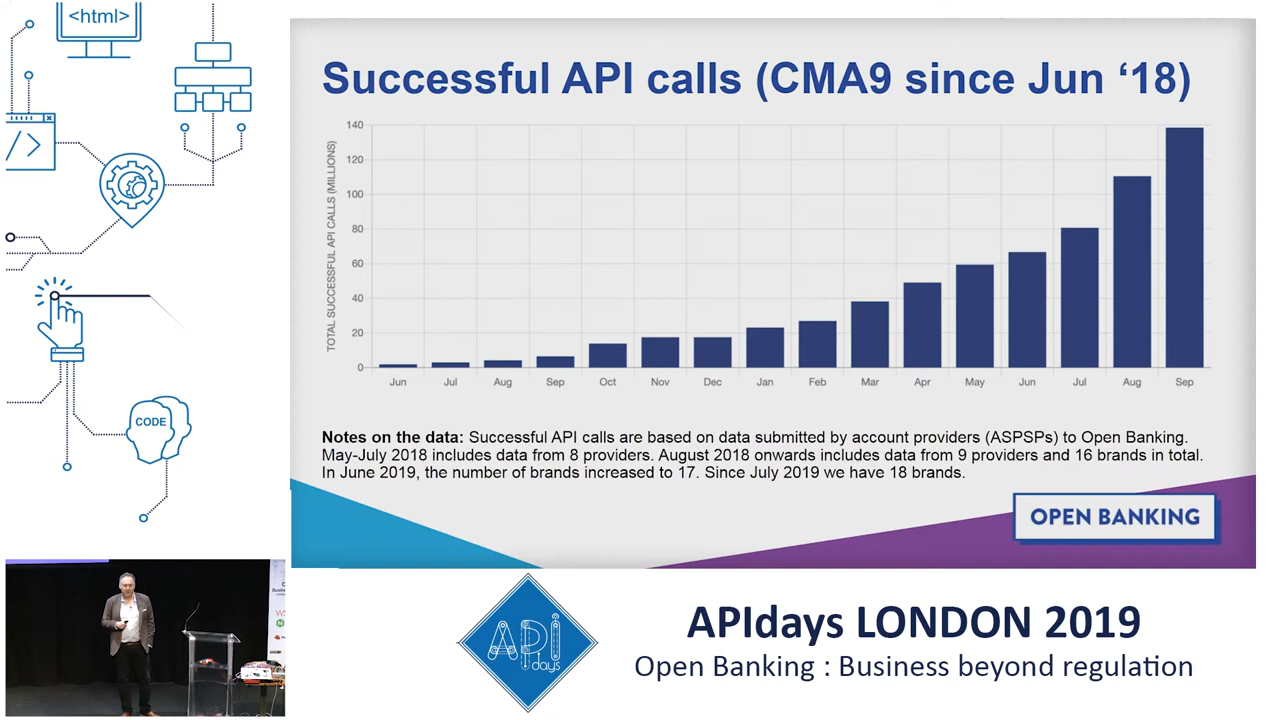 <html>
</>
CODE
Successful API calls (CMA9 since Jun ‘18)
TOTAL SUCCESSFUL API CALLS (MILLIONS)
140
120
100
80
60
40
20
0
Jun Jul Aug Sep Oct Nov Dec Jan Feb Mar Apr May Jun Jul Aug Sep
Notes on the data: Successful API calls are based on data submitted by account providers (ASPSPs) to Open Banking.
May-July 2018 includes data from 8 providers. August 2018 onwards includes data from 9 providers and 16 brands in total.
In June 2019, the number of brands increased to 17. Since July 2019 we have 18 brands.
OPEN BANKING
API
days
APIdays LONDON 2019
Open Banking : Business beyond regulation